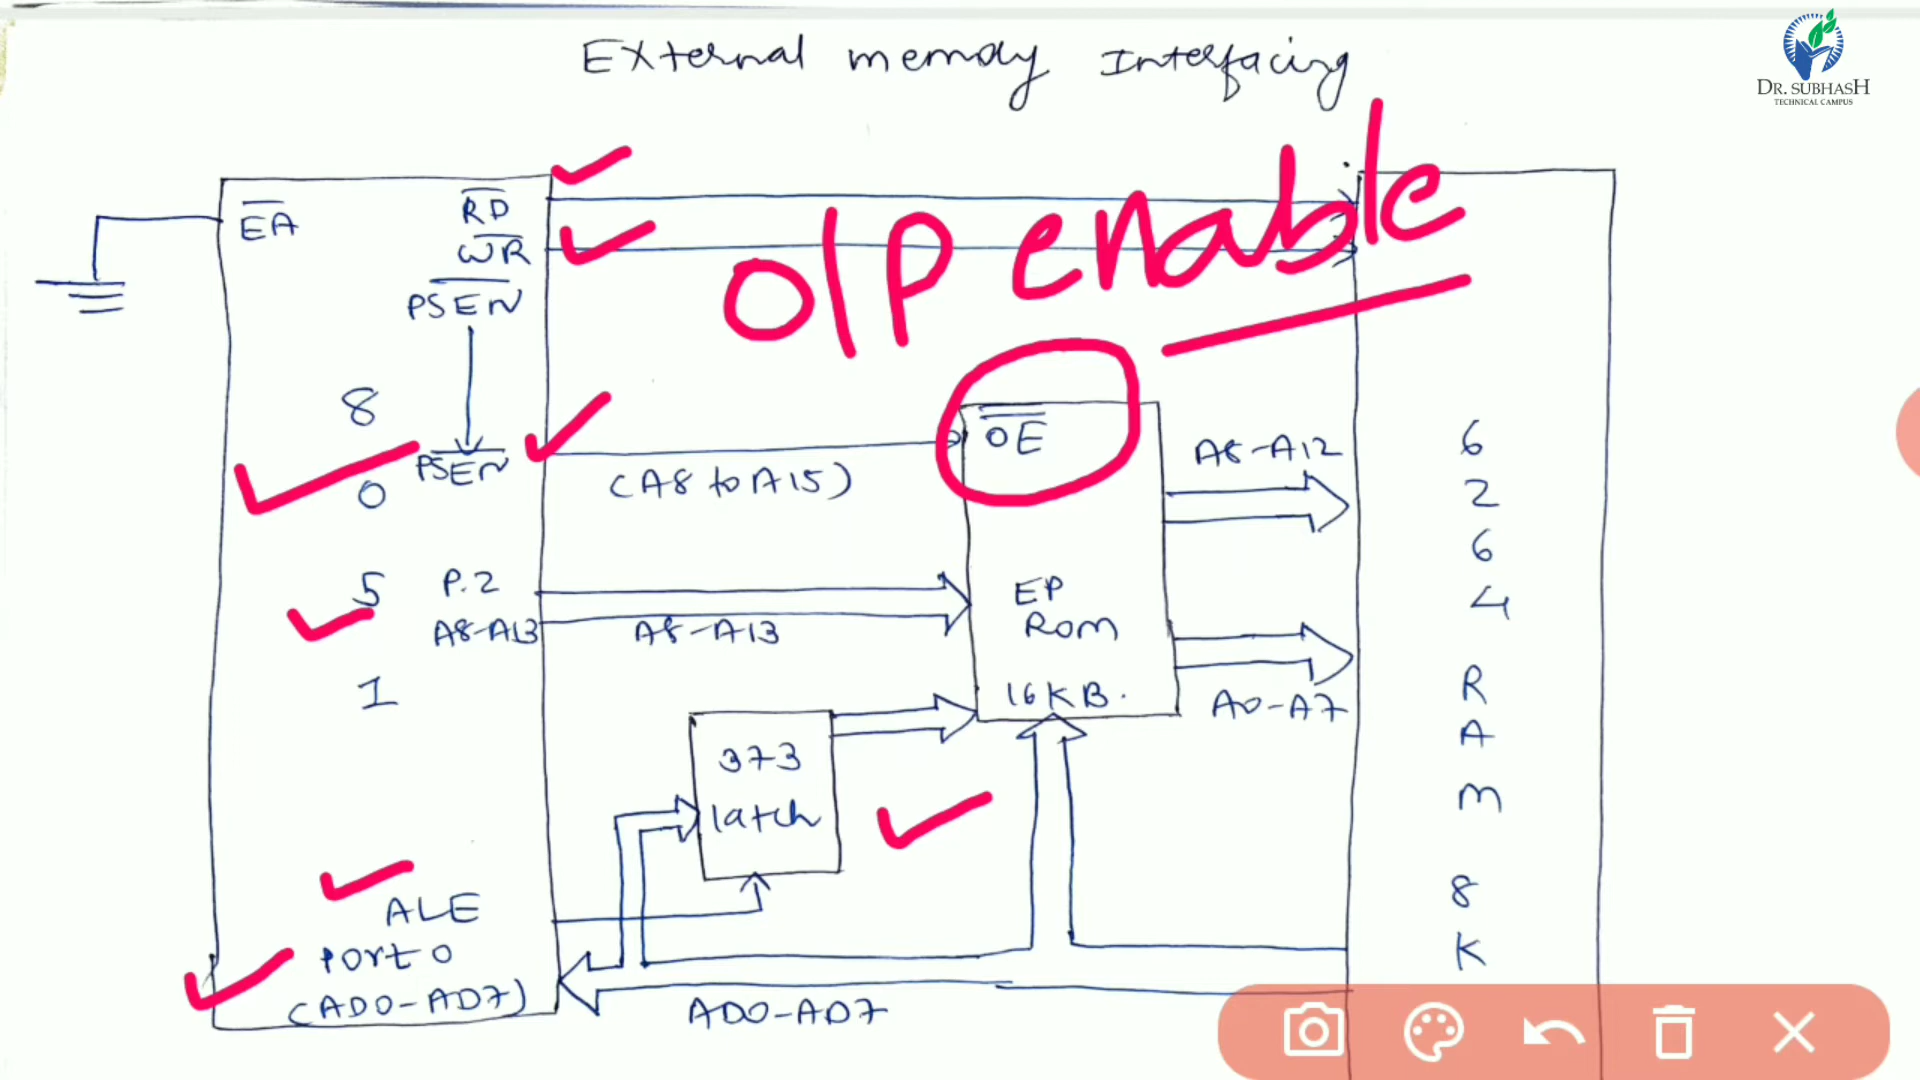 External memory Interfacing
DR. SUBHASH
TECHNICAL CAMPUS
EA
RD
WR
PSEN
O/P enable
8
0
5
1
PSEN
(A8 to A15)
OE
A8-A12
P.2
A8-A13
A8-A13
EP
ROM
16KB.
A0-A7
373
latch
ALE
Port 0
(AD0-AD7)
AD0-AD7
6
2
6
4
R
A
M
8
K